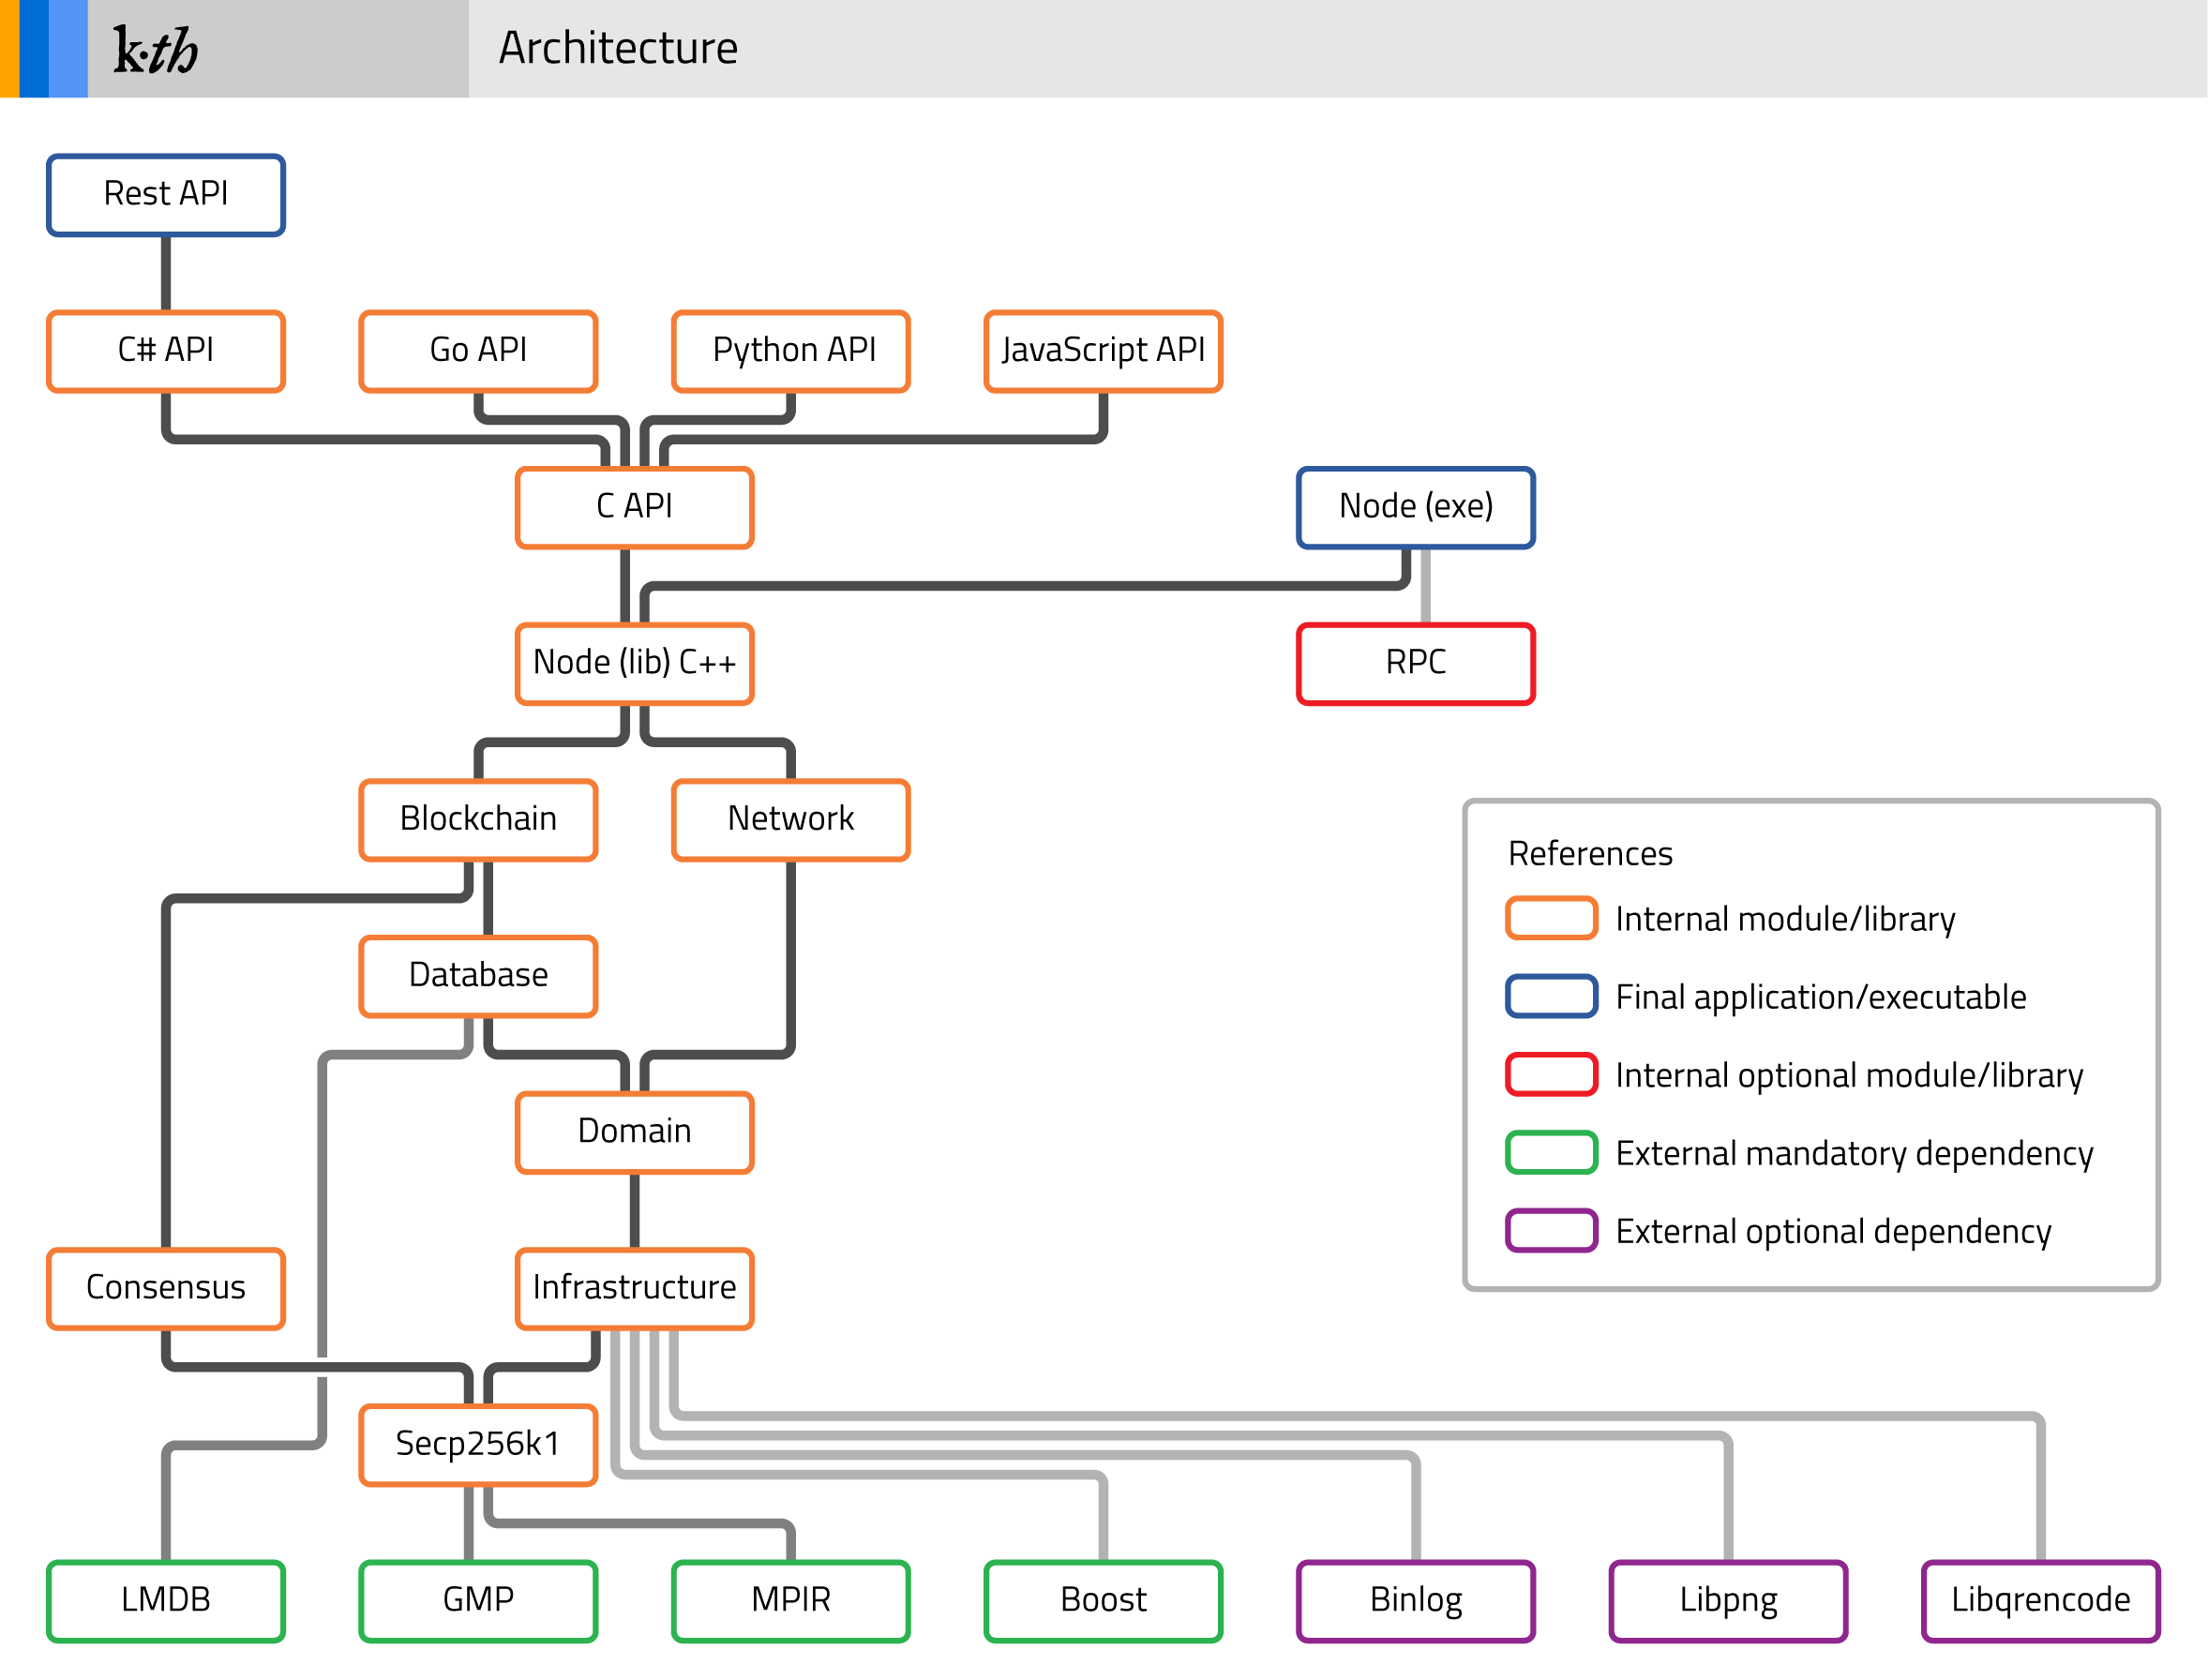 k·th
Architecture
Rest API
C# API
Go API
Python API
JavaScript API
C API
Node (exe)
Node (lib) C++
RPC
Blockchain
Network
References
Internal module/library
Final application/executable
Internal optional module/library
External mandatory dependency
External optional dependency
Database
Domain
Consensus
Infrastructure
Secp256k1
LMDB
GMP
MPIR
Boost
Binlog
Libpng
Libqrencode